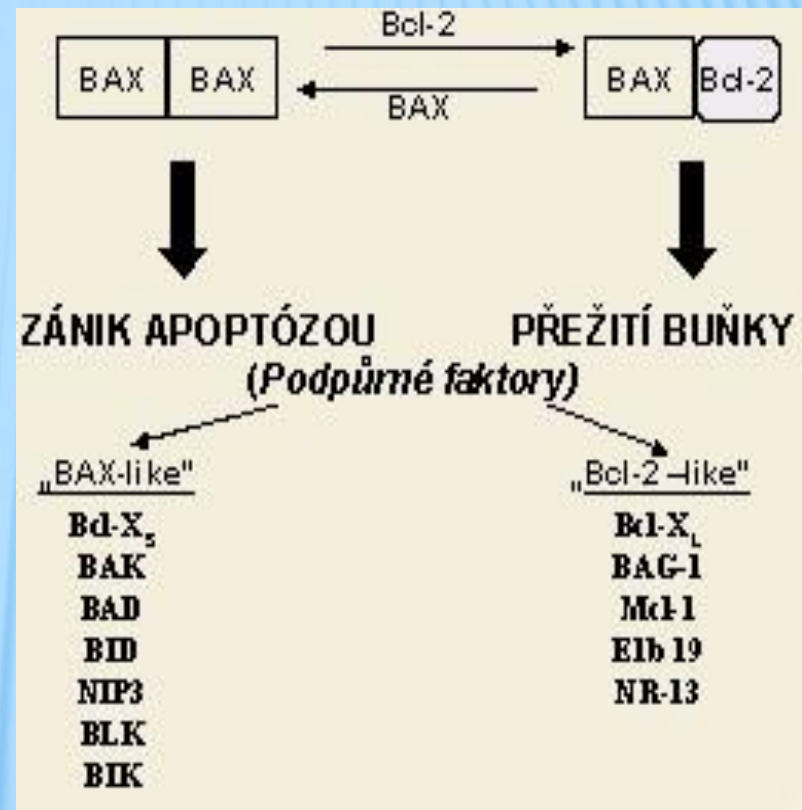 Bcl-2
BAX BAX BAX Bcl-2
BAX
ZÁNIK APOPTÓZOU PŘEŽITÍ BUŇKY
(Podpůrné faktory)
„BAX-like" „Bcl-2 –like"
Bcl-Xs Bcl-XL
BAK BAG-1
BAD Mcl-1
BID E1b 19
NIP3 NR-13
BLK
BIK